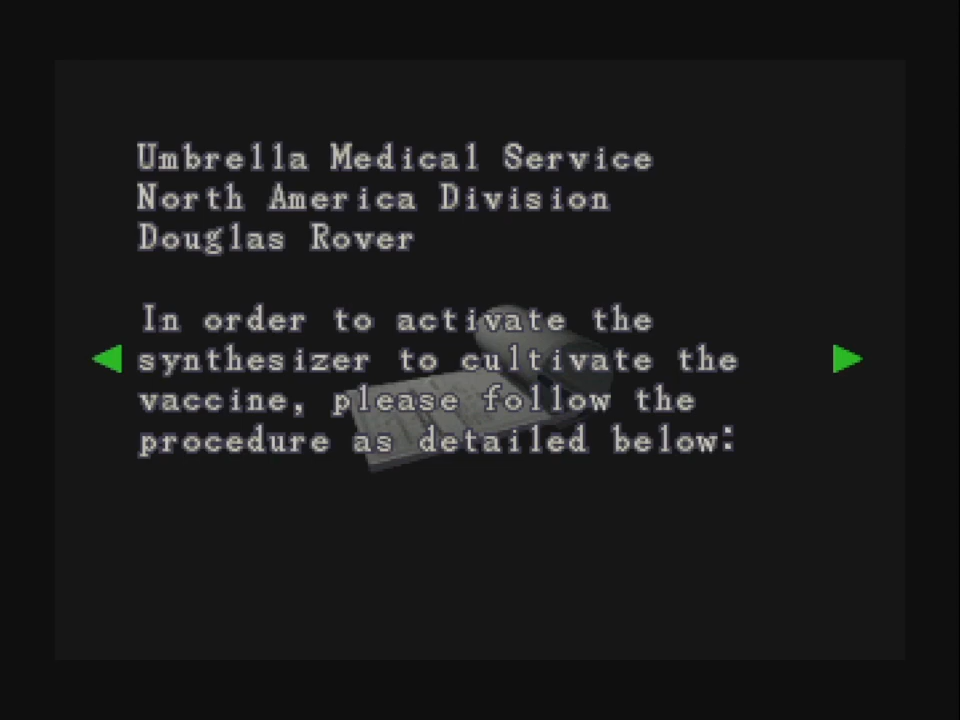 Umbrella Medical Service
North America Division
Douglas Rover
In order to activate the
synthesizer to cultivate the
vaccine, please follow the
procedure as detailed below: